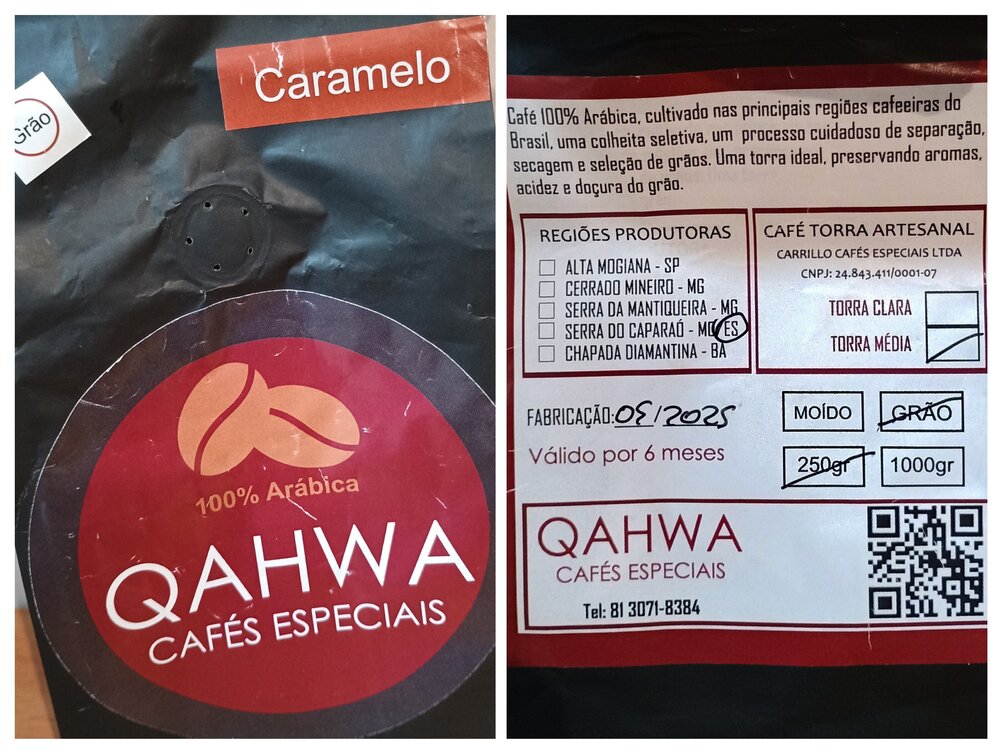 Caramelo
Grão
100% Arábica
QAHWA
CAFÉS ESPECIAIS
Café 100% Arábica, cultivado nas principais regiões cafeeiras do
Brasil, uma colheita seletiva, um processo cuidadoso de separação,
secagem e seleção de grãos. Uma torra ideal, preservando aromas,
acidez e doçura do grão.
REGIÕES PRODUTORAS
ALTA MOGIANA - SP
CERRADO MINEIRO - MG
SERRA DA MANTIQUEIRA - MG
SERRA DO CAPARAÓ - MG/ES
CHAPADA DIAMANTINA - BA
CAFÉ TORRA ARTESANAL
CARRILLO CAFÉS ESPECIAIS LTDA
CNPJ: 24.843.411/0001-07
TORRA CLARA
TORRA MÉDIA
FABRICAÇÃO: 05/2025
Válido por 6 meses
MOÍDO
GRÃO
250gr
1000gr
QAHWA
CAFÉS ESPECIAIS
Tel: 81 3071-8384